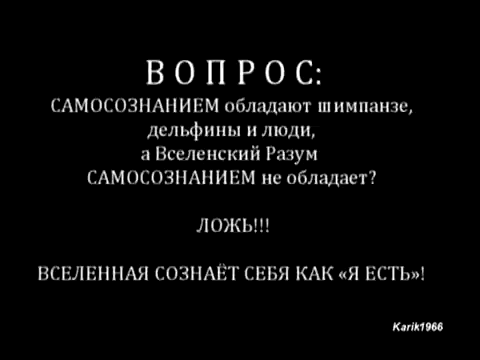 В О П Р О С:
САМОСОЗНАНИЕМ обладают шимпанзе,
дельфины и люди,
а Вселенский Разум
САМОСОЗНАНИЕМ не обладает?
ЛОЖЬ!!!
ВСЕЛЕННАЯ СОЗНАЁТ СЕБЯ КАК «Я ЕСТЬ»!
Karik1966